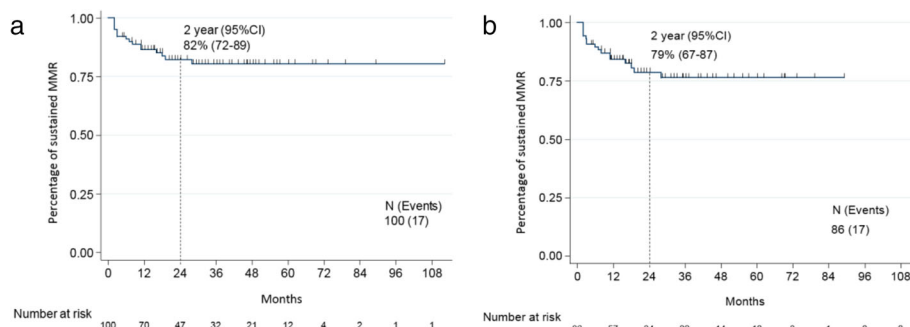 a
1.00
2 year (95%CI)
82% (72-89)
0.75
0.50
0.25
0.00
Percentage of sustained MMR
N (Events)
100 (17)
0 12 24 36 48 60 72 84 96 108
Months
Number at risk
100 70 47 32 21 12 4 2 1 1
b
1.00
2 year (95%CI)
79% (67-87)
0.75
0.50
0.25
0.00
Percentage of sustained MMR
N (Events)
86 (17)
0 12 24 36 48 60 72 84 96 108
Months
Number at risk